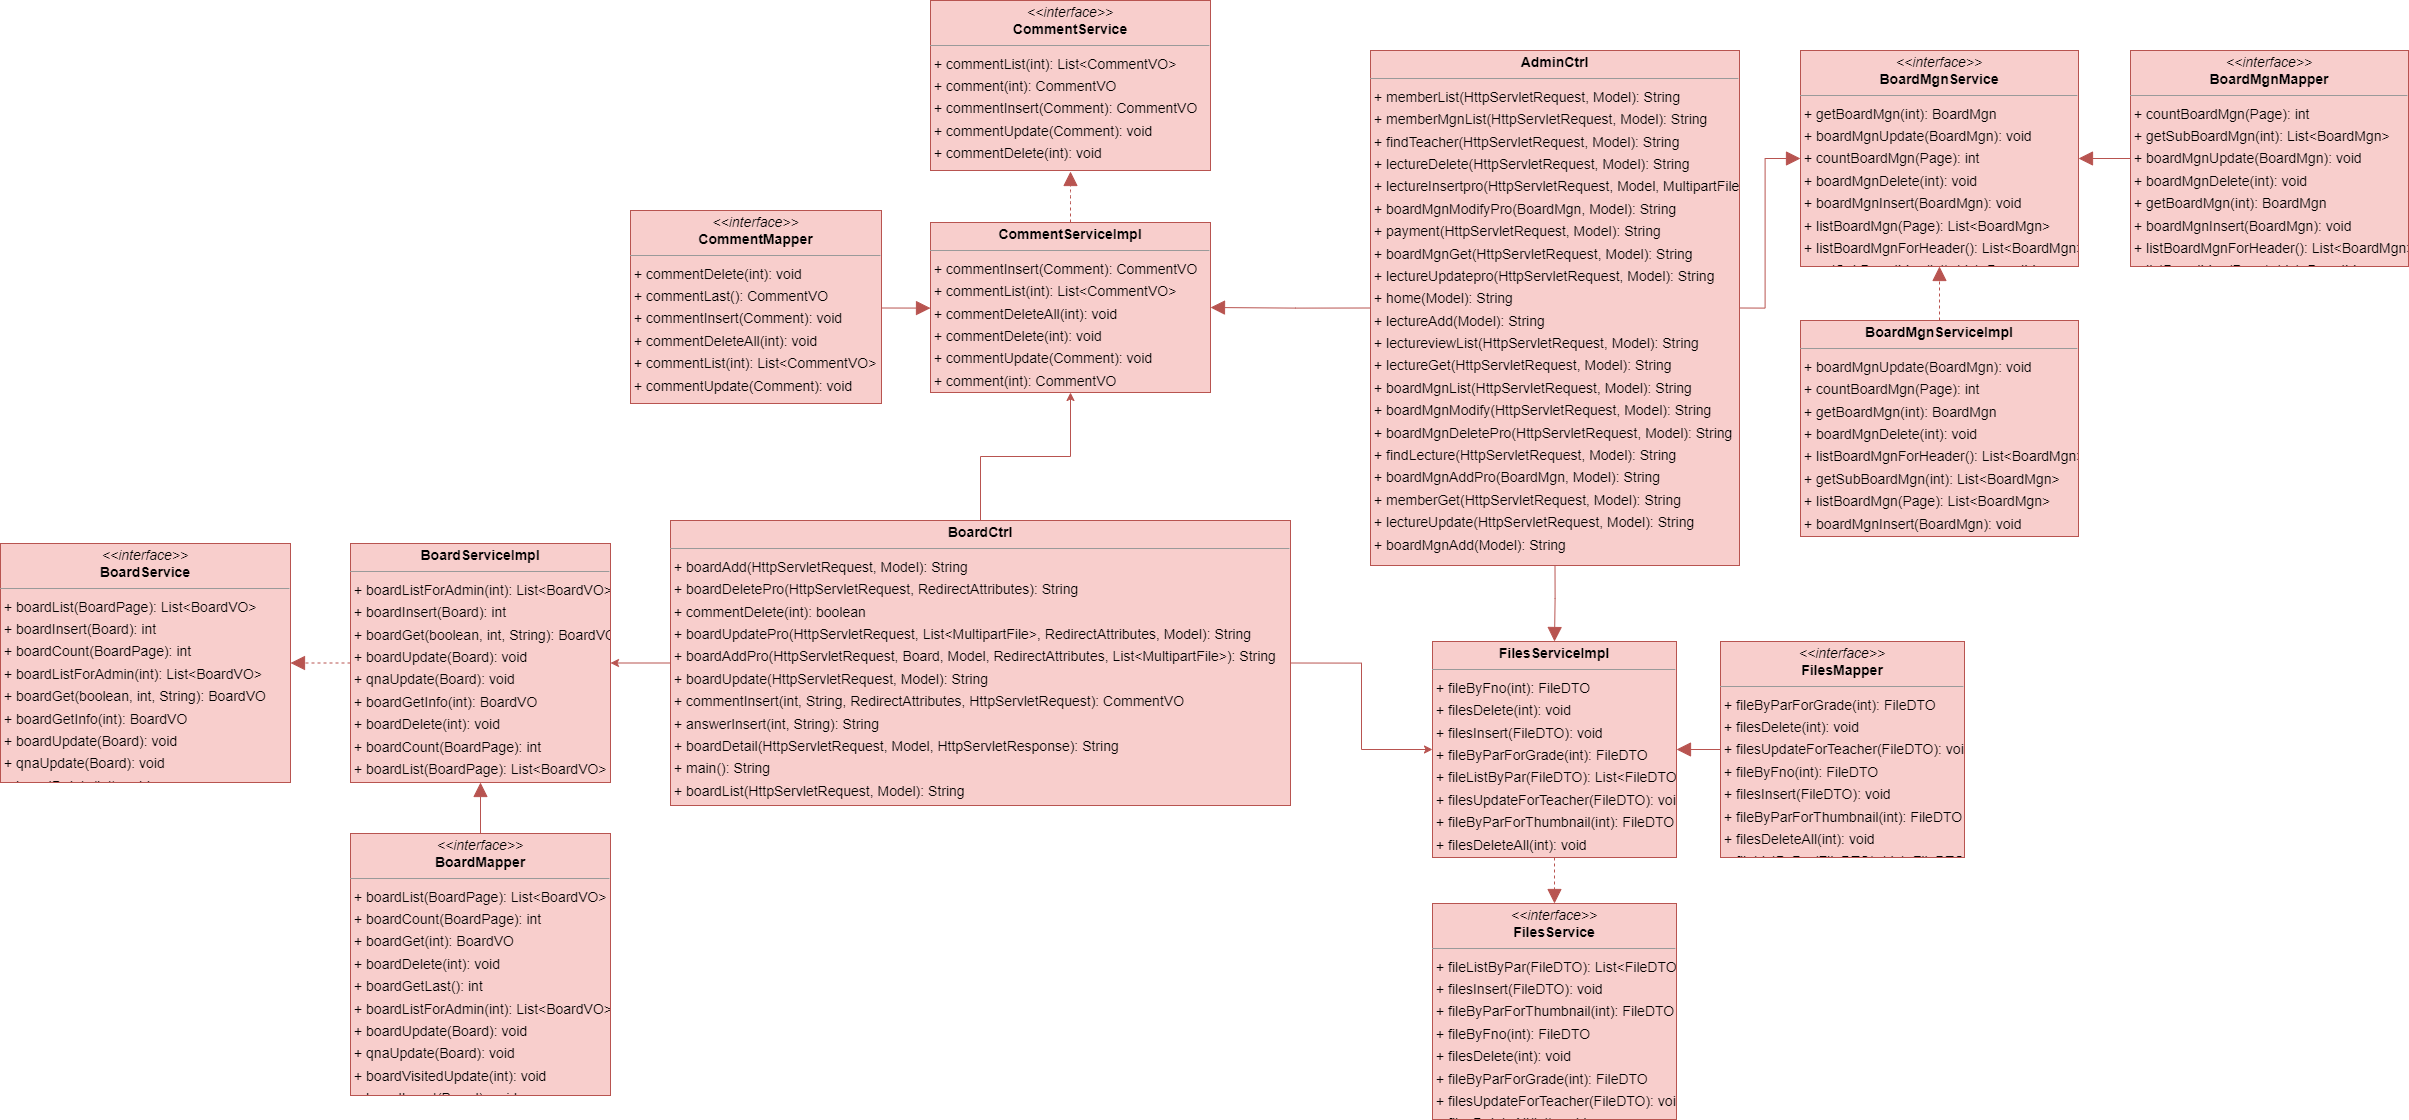 <<interface>>
CommentService
+ commentList(int): List<CommentVO>
+ comment(int): CommentVO
+ commentInsert(Comment): CommentVO
+ commentUpdate(Comment): void
+ commentDelete(int): void
<<interface>>
CommentMapper
+ commentDelete(int): void
+ commentLast(): CommentVO
+ commentInsert(Comment): void
+ commentDeleteAll(int): void
+ commentList(int): List<CommentVO>
+ commentUpdate(Comment): void
CommentServiceImpl
+ commentInsert(Comment): CommentVO
+ commentList(int): List<CommentVO>
+ commentDeleteAll(int): void
+ commentDelete(int): void
+ commentUpdate(Comment): void
+ comment(int): CommentVO
AdminCtrl
+ memberList(HttpServletRequest, Model): String
+ memberMgnList(HttpServletRequest, Model): String
+ findTeacher(HttpServletRequest, Model): String
+ lectureDelete(HttpServletRequest, Model): String
+ lectureInsertpro(HttpServletRequest, Model, MultipartFile
+ boardMgnModifyPro(BoardMgn, Model): String
+ payment(HttpServletRequest, Model): String
+ boardMgnGet(HttpServletRequest, Model): String
+ lectureUpdatepro(HttpServletRequest, Model): String
+ home(Model): String
+ lectureAdd(Model): String
+ lectureviewList(HttpServletRequest, Model): String
+ lectureGet(HttpServletRequest, Model): String
+ boardMgnList(HttpServletRequest, Model): String
+ boardMgnModify(HttpServletRequest, Model): String
+ boardMgnDeletePro(HttpServletRequest, Model): String
+ findLecture(HttpServletRequest, Model): String
+ boardMgnAddPro(BoardMgn, Model): String
+ memberGet(HttpServletRequest, Model): String
+ lectureUpdate(HttpServletRequest, Model): String
+ boardMgnAdd(Model): String
<<interface>>
BoardMgnService
+ getBoardMgn(int): BoardMgn
+ boardMgnUpdate(BoardMgn): void
+ countBoardMgn(Page): int
+ boardMgnDelete(int): void
+ boardMgnInsert(BoardMgn): void
+ listBoardMgn(Page): List<BoardMgn>
+ listBoardMgnForHeader(): List<BoardMgn
<<interface>>
BoardMgnMapper
+ countBoardMgn(Page): int
+ getSubBoardMgn(int): List<BoardMgn>
+ boardMgnUpdate(BoardMgn): void
+ boardMgnDelete(int): void
+ getBoardMgn(int): BoardMgn
+ boardMgnInsert(BoardMgn): void
+ listBoardMgnForHeader(): List<BoardMgn
BoardMgnServiceImpl
+ boardMgnUpdate(BoardMgn): void
+ countBoardMgn(Page): int
+ getBoardMgn(int): BoardMgn
+ boardMgnDelete(int): void
+ listBoardMgnForHeader(): List<BoardMgn
+ getSubBoardMgn(int): List<BoardMgn>
+ listBoardMgn(Page): List<BoardMgn>
+ boardMgnInsert(BoardMgn): void
<<interface>>
BoardService
+ boardList(BoardPage): List<BoardVO>
+ boardInsert(Board): int
+ boardCount(BoardPage): int
+ boardListForAdmin(int): List<BoardVO>
+ boardGet(boolean, int, String): BoardVO
+ boardGetInfo(int): BoardVO
+ boardUpdate(Board): void
+ qnaUpdate(Board): void
BoardServiceImpl
+ boardListForAdmin(int): List<BoardVO>
+ boardInsert(Board): int
+ boardGet(boolean, int, String): BoardVO
+ boardUpdate(Board): void
+ qnaUpdate(Board): void
+ boardGetInfo(int): BoardVO
+ boardDelete(int): void
+ boardCount(BoardPage): int
+ boardList(BoardPage): List<BoardVO>
BoardCtrl
+ boardAdd(HttpServletRequest, Model): String
+ boardDeletePro(HttpServletRequest, RedirectAttributes): String
+ commentDelete(int): boolean
+ boardUpdatePro(HttpServletRequest, List<MultipartFile>, RedirectAttributes, Model): String
+ boardAddPro(HttpServletRequest, Board, Model, RedirectAttributes, List<MultipartFile>): String
+ boardUpdate(HttpServletRequest, Model): String
+ commentInsert(int, String, RedirectAttributes, HttpServletRequest): CommentVO
+ answerInsert(int, String): String
+ boardDetail(HttpServletRequest, Model, HttpServletResponse): String
+ main(): String
+ boardList(HttpServletRequest, Model): String
<<interface>>
BoardMapper
+ boardList(BoardPage): List<BoardVO>
+ boardCount(BoardPage): int
+ boardGet(int): BoardVO
+ boardDelete(int): void
+ boardGetLast(): int
+ boardListForAdmin(int): List<BoardVO>
+ boardUpdate(Board): void
+ qnaUpdate(Board): void
+ boardVisitedUpdate(int): void
FilesServiceImpl
+ fileByFno(int): FileDTO
+ filesDelete(int): void
+ filesInsert(FileDTO): void
+ fileByParForGrade(int): FileDTO
+ fileListByPar(FileDTO): List<FileDTO
+ filesUpdateForTeacher(FileDTO): voi
+ fileByParForThumbnail(int): FileDTO
+ filesDeleteAll(int): void
<<interface>>
FilesMapper
+ fileByParForGrade(int): FileDTO
+ filesDelete(int): void
+ filesUpdateForTeacher(FileDTO): voi
+ fileByFno(int): FileDTO
+ filesInsert(FileDTO): void
+ fileByParForThumbnail(int): FileDTO
+ filesDeleteAll(int): void
<<interface>>
FilesService
+ fileListByPar(FileDTO): List<FileDTO
+ filesInsert(FileDTO): void
+ fileByParForThumbnail(int): FileDTO
+ fileByFno(int): FileDTO
+ filesDelete(int): void
+ fileByParForGrade(int): FileDTO
+ filesUpdateForTeacher(FileDTO): voi